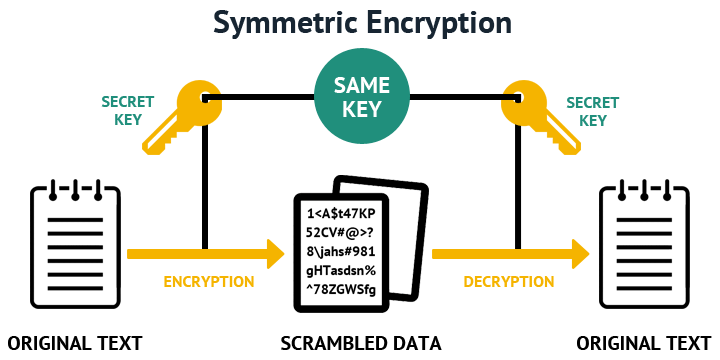 Symmetric Encryption
SECRET
KEY
SAME
KEY
SECRET
KEY
1<A$t47KP
52CV#@>?
8\jahs#981
gHTasdsn%
^78ZGWSfg
ENCRYPTION
DECRYPTION
ORIGINAL TEXT
SCRAMBLED DATA
ORIGINAL TEXT